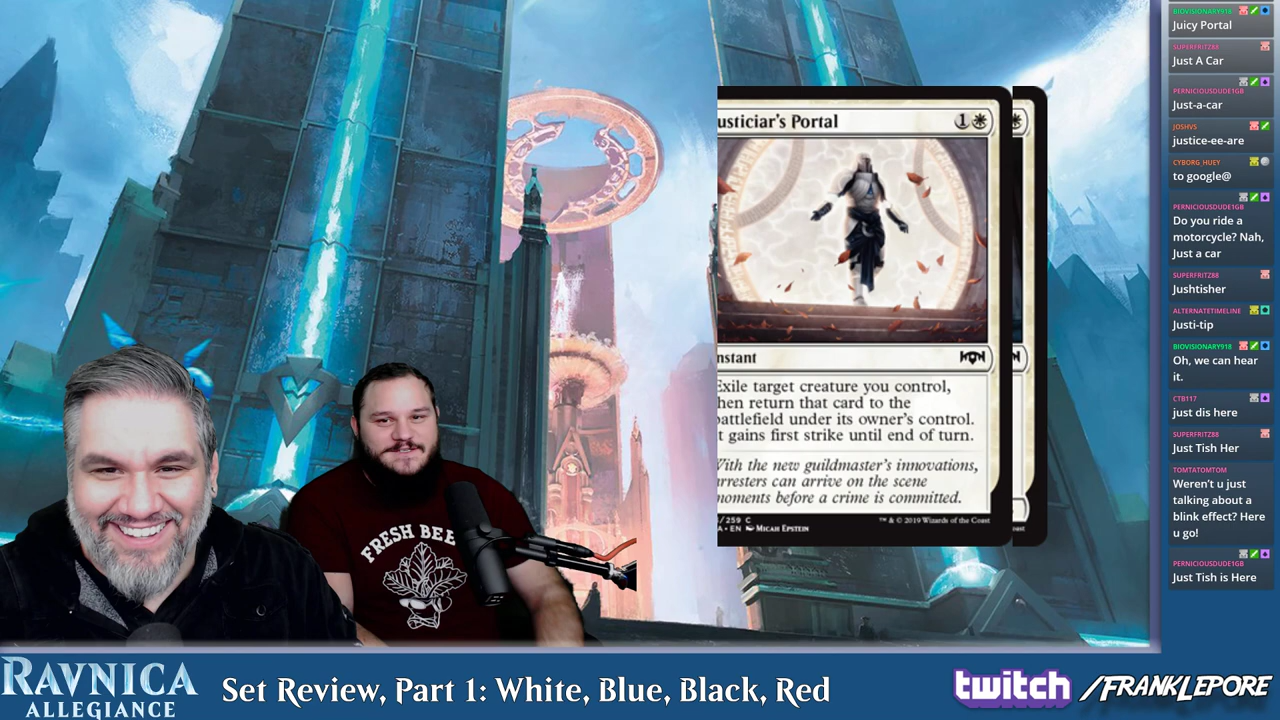 usticiar's Portal 1
nstant
Exile target creature you control,
hen return that card to the
battlefield under its owner's control.
t gains first strike until end of turn.
With the new guildmaster's innovations,
arresters can arrive on the scene
moments before a crime is committed.
/259 C
A • EN MICAH EPSTEIN
™ & © 2019 Wizards of the Coast
FRESH BEE
BIOVISIONARY918
Juicy Portal
SUPERFRITZ88
Just A Car
PERNICIOUSDUDE1GB
Just-a-car
JOSHVS
justice-ee-are
CYBORG_HUEY
to google@
PERNICIOUSDUDE1GB
Do you ride a
motorcycle? Nah,
Just a car
SUPERFRITZ88
Jushtisher
ALTERNATETIMELINE
Justi-tip
BIOVISIONARY918
Oh, we can hear
it.
CTB117
just dis here
SUPERFRITZ88
Just Tish Her
TOMTATOMTOM
Weren't u just
talking about a
blink effect? Here
u go!
PERNICIOUSDUDE1GB
Just Tish is Here
RAVNICA
ALLEGIANCE
Set Review, Part 1: White, Blue, Black, Red
twitch /FRANKLEPORE